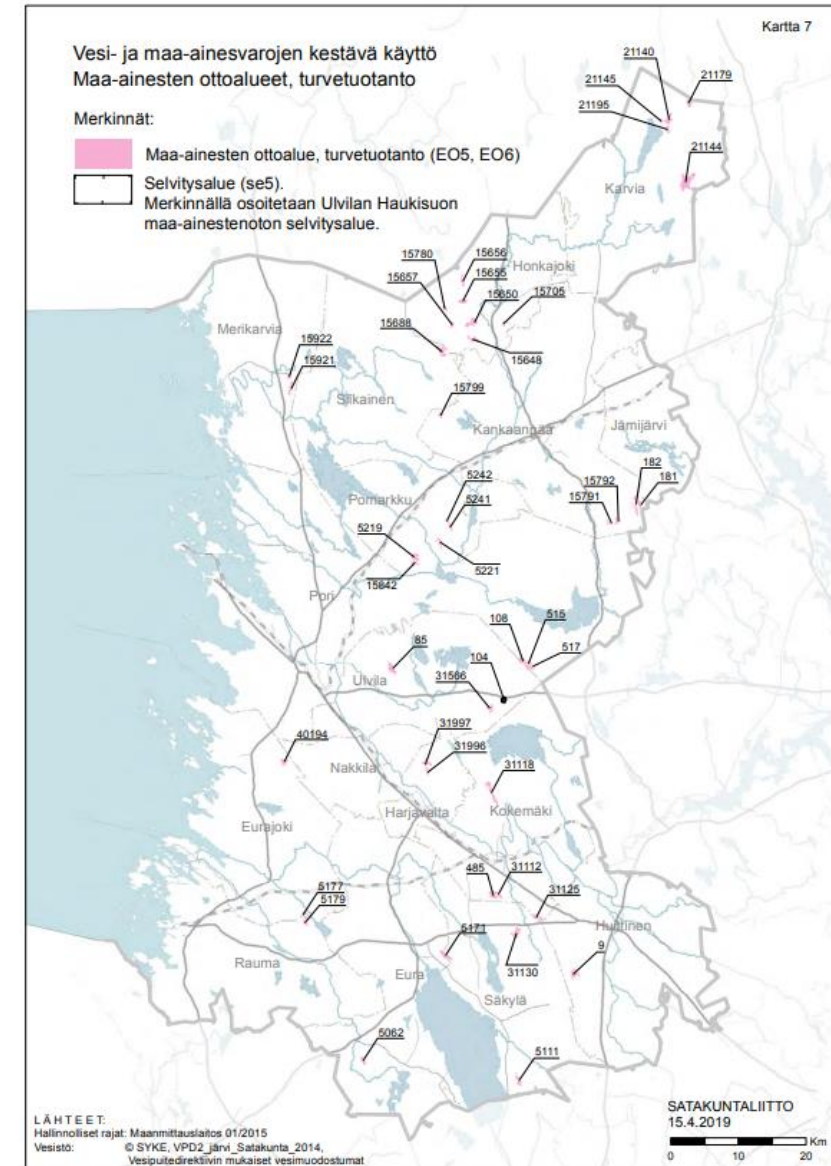 Kartta 7
Vesi- ja maa-ainesvarojen kestävä käyttö
Maa-ainesten ottoalueet, turvetuotanto
Merkinnät:
Maa-ainesten ottoalue, turvetuotanto (EO5, EO6)
Selvitysalue (se5).
Merkinnällä osoitetaan Ulvilan Haukisuon
maa-ainestenoton selvitysalue.
21140
21145
21179
21195
21144
Karvia
15656
15780
Honkajoki
15655
15657
15650
15705
Merikarvia
15688
15922
15648
15921
15799
Siikainen
Kankaanpää
Jämijärvi
182
5242
15792
181
Pomarkku
5241
15791
5219
5221
15642
Pori
108
515
85
517
104
Ulvila
31566
31997
40194
31996
Nakkila
31118
Harjavalta
Kokemäki
Eurajoki
485
31112
5177
31125
5179
Huittinen
5171
9
Rauma
Eura
31130
Säkylä
5062
5111
LÄHTEET:
Hallinnolliset rajat: Maanmittauslaitos 01/2015
Vesistö: © SYKE, VPD2_järvi_Satakunta_2014,
Vesipuitedirektiivin mukaiset vesimuodostumat
SATAKUNTALIITTO
15.4.2019
Km
0 10 20